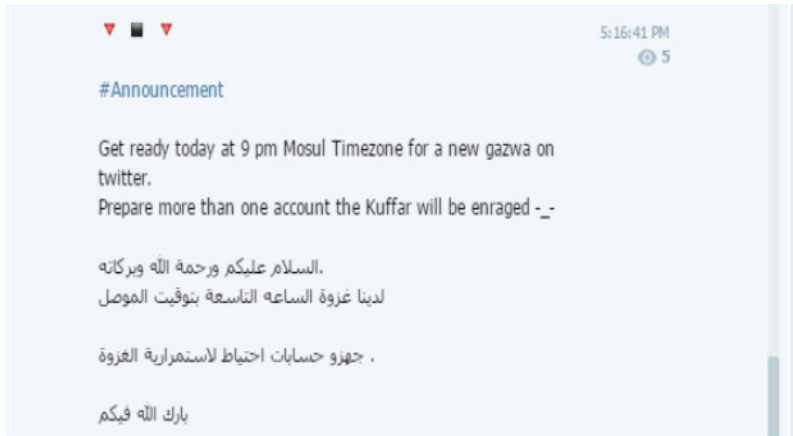 5:16:41 PM
5
#Announcement
Get ready today at 9 pm Mosul Timezone for a new gazwa on
twitter.
Prepare more than one account the Kuffar will be enraged -_-
السلام عليكم ورحمة الله وبركاته.
لدينا غزوة الساعه التاسعة بتوقيت الموصل
جهزو حسابات احتياط لاستمرارية الغزوة .
بارك الله فيكم